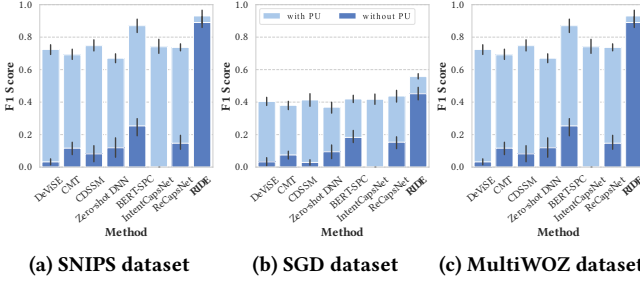 1.0
0.8
0.6
0.4
0.2
0.0
F1 Score
DeViSE
CMT
CDSSM
Zero-shot DNN
BERT-SPC
IntentCapsNet
ReCapsNet
RIDE
Method
(a) SNIPS dataset
1.0
0.8
0.6
0.4
0.2
0.0
F1 Score
with PU
without PU
DeViSE
CMT
CDSSM
Zero-shot DNN
BERT-SPC
IntentCapsNet
ReCapsNet
RIDE
Method
(b) SGD dataset
1.0
0.8
0.6
0.4
0.2
0.0
F1 Score
DeViSE
CMT
CDSSM
Zero-shot DNN
BERT-SPC
IntentCapsNet
ReCapsNet
RIDE
Method
(c) MultiWOZ dataset